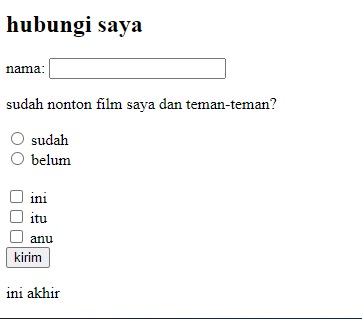 hubungi saya
nama:
sudah nonton film saya dan teman-teman?
sudah
belum
ini
itu
anu
kirim
ini akhir